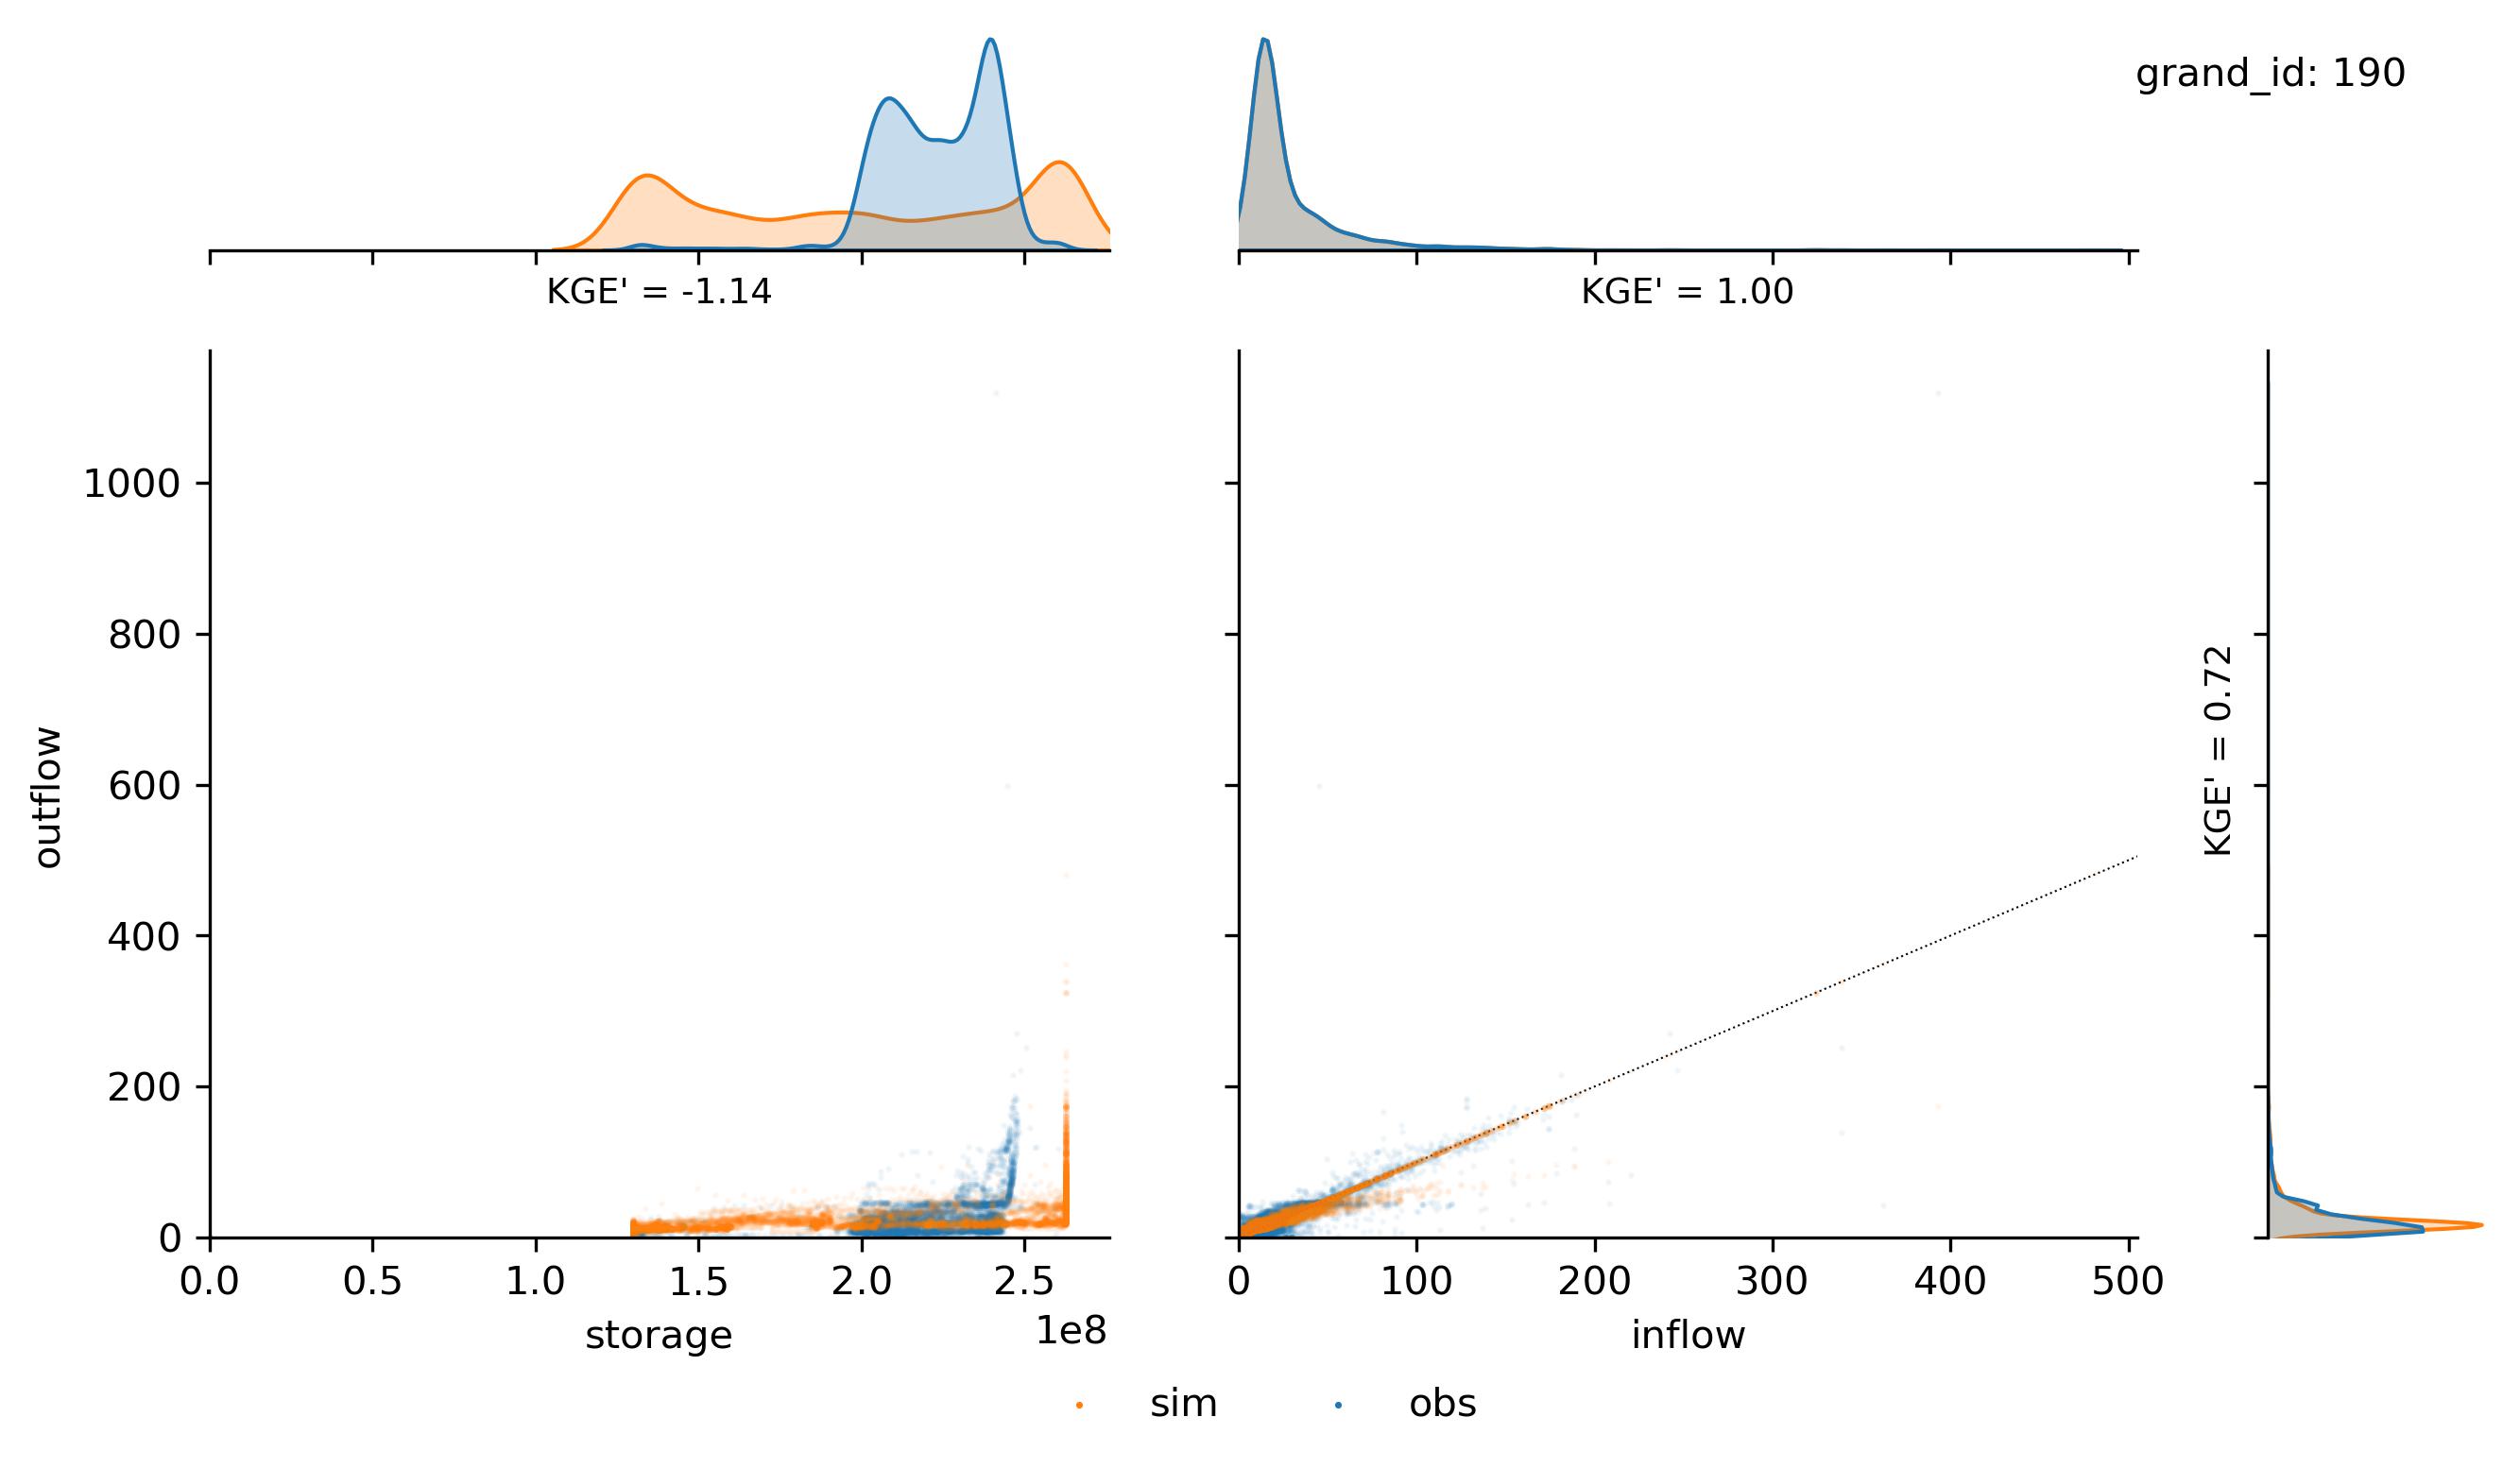 grand_id: 190
KGE' = -1.14
KGE' = 1.00
1000
800
600
400
200
0
outflow
KGE' = 0.72
0.0 0.5 1.0 1.5 2.0 2.5
0 100 200 300 400 500
storage
1e8
inflow
sim obs